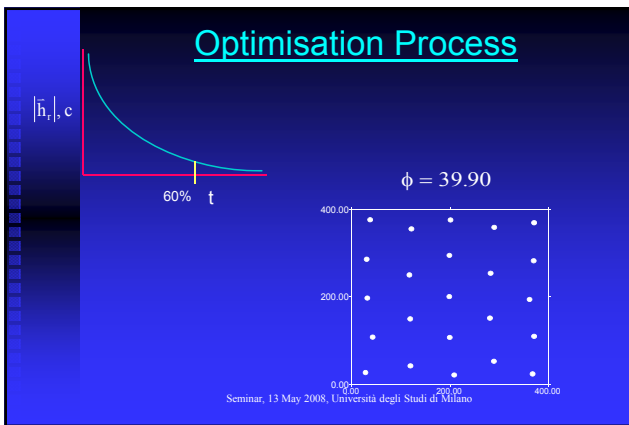 Optimisation Process
|h̄ᵣ|, c
60% t
ϕ = 39.90
400.00
200.00
0.00
0.00 200.00 400.00
Seminar, 13 May 2008, Università degli Studi di Milano